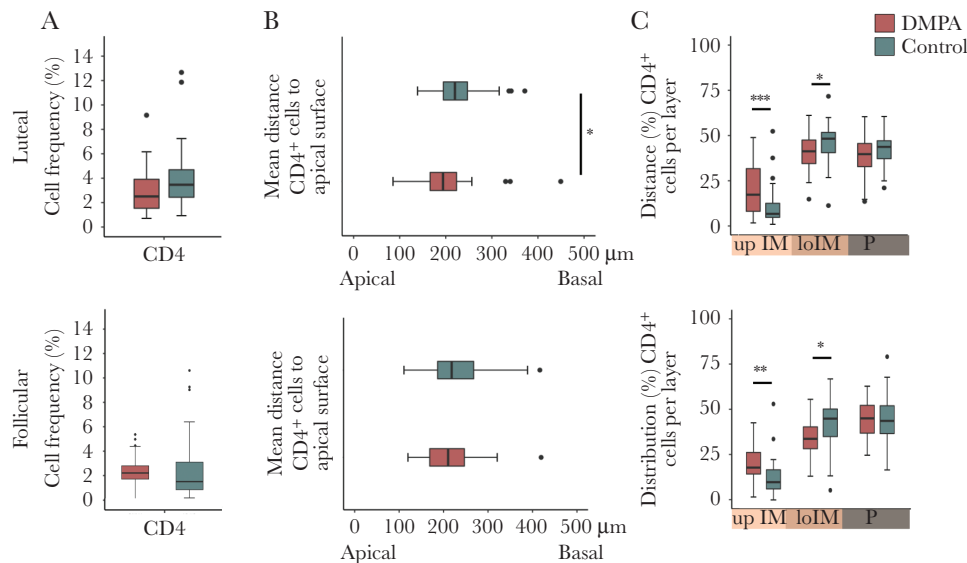 A
B
C
DMPA
Control
Luteal
Cell frequency (%)
14
12
10
8
6
4
2
0
CD4
Mean distance
CD4+ cells to
apical surface
*
0
100
200
300
400
500
μm
Apical
Basal
Distance (%) CD4+
cells per layer
100
75
50
25
0
***
*
up IM
loIM
P
Follicular
Cell frequency (%)
14
12
10
8
6
4
2
0
CD4
Mean distance
CD4+ cells to
apical surface
0
100
200
300
400
500
μm
Apical
Basal
Distribution (%) CD4+
cells per layer
100
75
50
25
0
**
*
up IM
loIM
P